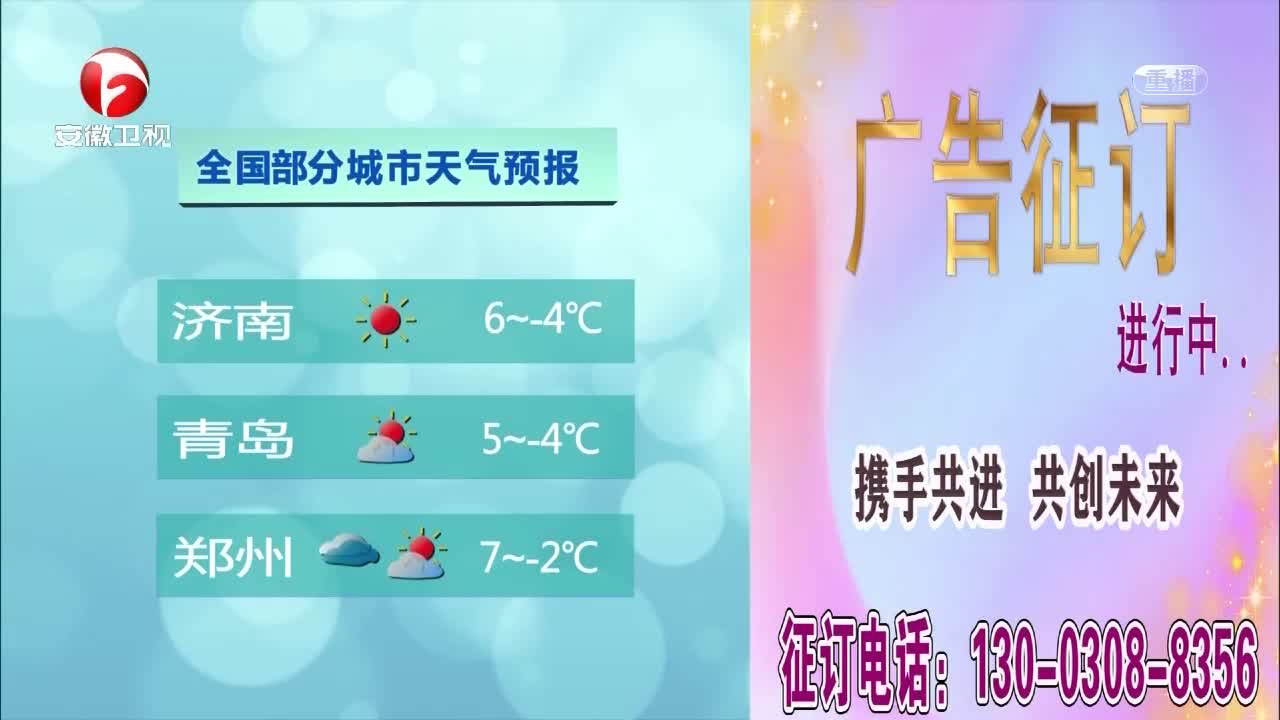 安徽卫视
全国部分城市天气预报
济南 6~-4℃
青岛 5~-4℃
郑州 7~-2℃
重播
广告征订
进行中..
携手共进 共创未来
征订电话：130-0308-8356